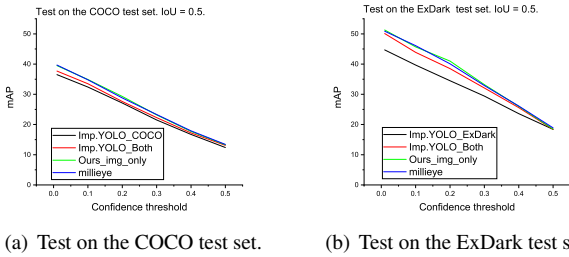 Test on the COCO test set. IoU = 0.5.
mAP
50
40
30
20
10
0
0.0 0.1 0.2 0.3 0.4 0.5
Confidence threshold
Imp.YOLO_COCO
Imp.YOLO_Both
Ours_img_only
millieye
(a) Test on the COCO test set.
Test on the ExDark test set. IoU = 0.5.
mAP
50
40
30
20
10
0
0.0 0.1 0.2 0.3 0.4 0.5
Confidence threshold
Imp.YOLO_ExDark
Imp.YOLO_Both
Ours_img_only
millieye
(b) Test on the ExDark test s